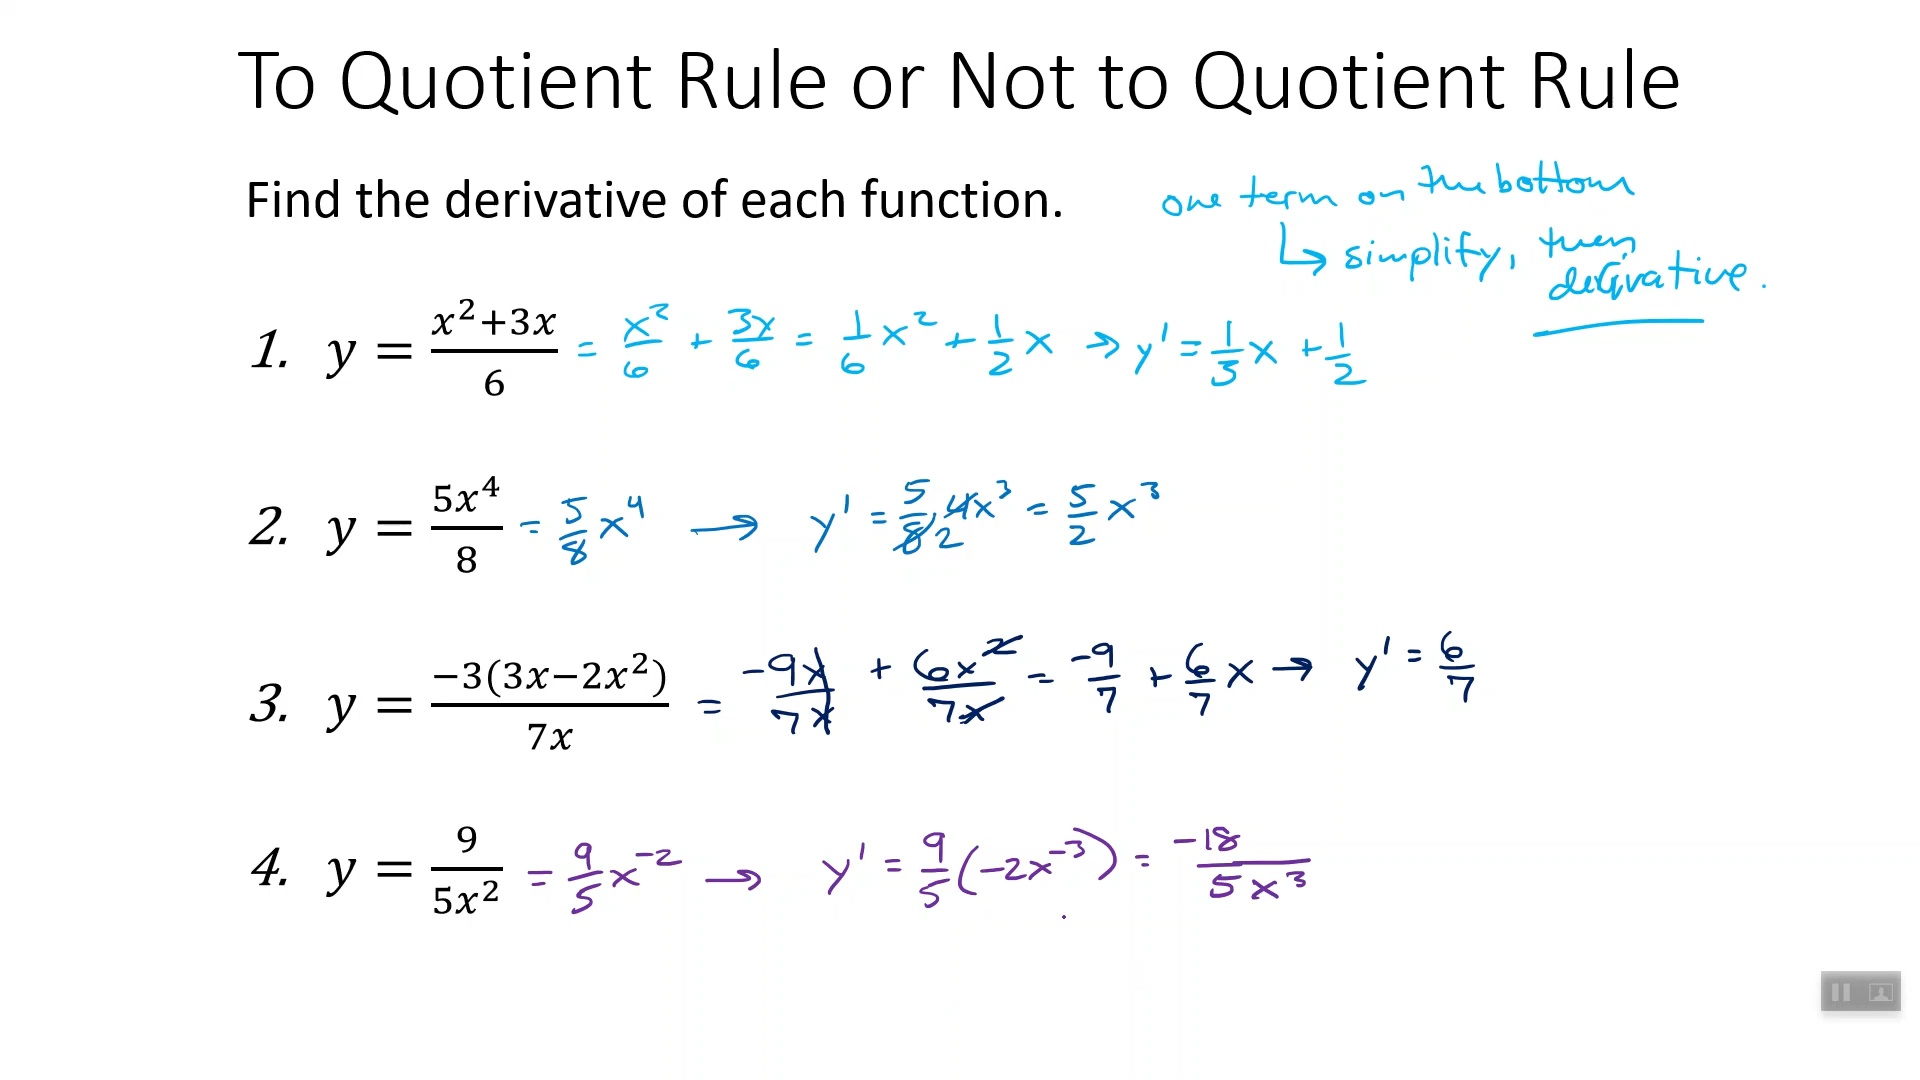 To Quotient Rule or Not to Quotient Rule
Find the derivative of each function.
one term on the bottom
↳ simplify, then
derivative.
1. y = (x²+3x)/6 = x²/6 + 3x/6 = 1/6 x² + 1/2 x → y' = 1/3 x + 1/2
2. y = 5x⁴/8 = 5/8 x⁴ → y' = 5/8 2 · 4x³ = 5/2 x³
3. y = −3(3x−2x²)/7x = −9x/7x + 6x²/7x = −9/7 + 6/7 x → y' = 6/7
4. y = 9/5x² = 9/5 x⁻² → y' = 9/5 (−2x⁻³) = −18/5x³